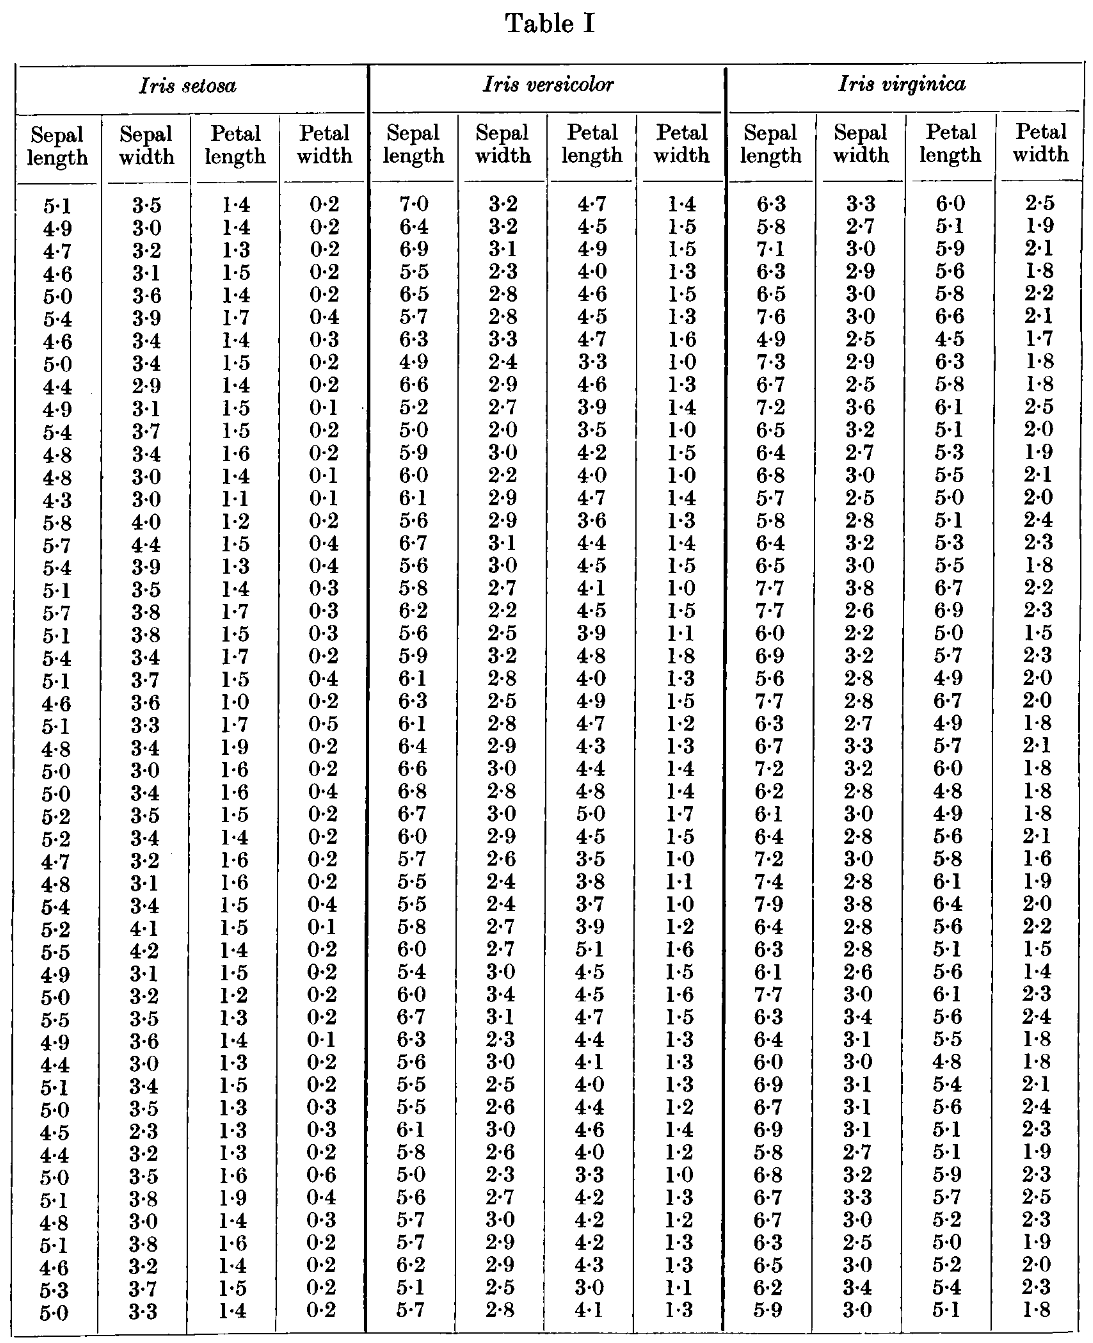 Table I
Iris setosa Iris versicolor Iris virginica
Sepal length Sepal width Petal length Petal width Sepal length Sepal width Petal length Petal width Sepal length Sepal width Petal length Petal width
5·1 3·5 1·4 0·2 7·0 3·2 4·7 1·4 6·3 3·3 6·0 2·5
4·9 3·0 1·4 0·2 6·4 3·2 4·5 1·5 5·8 2·7 5·1 1·9
4·7 3·2 1·3 0·2 6·9 3·1 4·9 1·5 7·1 3·0 5·9 2·1
4·6 3·1 1·5 0·2 5·5 2·3 4·0 1·3 6·3 2·9 5·6 1·8
5·0 3·6 1·4 0·2 6·5 2·8 4·6 1·5 6·5 3·0 5·8 2·2
5·4 3·9 1·7 0·4 5·7 2·8 4·5 1·3 7·6 3·0 6·6 2·1
4·6 3·4 1·4 0·3 6·3 3·3 4·7 1·6 4·9 2·5 4·5 1·7
5·0 3·4 1·5 0·2 4·9 2·4 3·3 1·0 7·3 2·9 6·3 1·8
4·4 2·9 1·4 0·2 6·6 2·9 4·6 1·3 6·7 2·5 5·8 1·8
4·9 3·1 1·5 0·1 5·2 2·7 3·9 1·4 7·2 3·6 6·1 2·5
5·4 3·7 1·5 0·2 5·0 2·0 3·5 1·0 6·5 3·2 5·1 2·0
4·8 3·4 1·6 0·2 5·9 3·0 4·2 1·5 6·4 2·7 5·3 1·9
4·8 3·0 1·4 0·1 6·0 2·2 4·0 1·0 6·8 3·0 5·5 2·1
4·3 3·0 1·1 0·1 6·1 2·9 4·7 1·4 5·7 2·5 5·0 2·0
5·8 4·0 1·2 0·2 5·6 2·9 3·6 1·3 5·8 2·8 5·1 2·4
5·7 4·4 1·5 0·4 6·7 3·1 4·4 1·4 6·4 3·2 5·3 2·3
5·4 3·9 1·3 0·4 5·6 3·0 4·5 1·5 6·5 3·0 5·5 1·8
5·1 3·5 1·4 0·3 5·8 2·7 4·1 1·0 7·7 3·8 6·7 2·2
5·7 3·8 1·7 0·3 6·2 2·2 4·5 1·5 7·7 2·6 6·9 2·3
5·1 3·8 1·5 0·3 5·6 2·5 3·9 1·1 6·0 2·2 5·0 1·5
5·4 3·4 1·7 0·2 5·9 3·2 4·8 1·8 6·9 3·2 5·7 2·3
5·1 3·7 1·5 0·4 6·1 2·8 4·0 1·3 5·6 2·8 4·9 2·0
4·6 3·6 1·0 0·2 6·3 2·5 4·9 1·5 7·7 2·8 6·7 2·0
5·1 3·3 1·7 0·5 6·1 2·8 4·7 1·2 6·3 2·7 4·9 1·8
4·8 3·4 1·9 0·2 6·4 2·9 4·3 1·3 6·7 3·3 5·7 2·1
5·0 3·0 1·6 0·2 6·6 3·0 4·4 1·4 7·2 3·2 6·0 1·8
5·0 3·4 1·6 0·4 6·8 2·8 4·8 1·4 6·2 2·8 4·8 1·8
5·2 3·5 1·5 0·2 6·7 3·0 5·0 1·7 6·1 3·0 4·9 1·8
5·2 3·4 1·4 0·2 6·0 2·9 4·5 1·5 6·4 2·8 5·6 2·1
4·7 3·2 1·6 0·2 5·7 2·6 3·5 1·0 7·2 3·0 5·8 1·6
4·8 3·1 1·6 0·2 5·5 2·4 3·8 1·1 7·4 2·8 6·1 1·9
5·4 3·4 1·5 0·4 5·5 2·4 3·7 1·0 7·9 3·8 6·4 2·0
5·2 4·1 1·5 0·1 5·8 2·7 3·9 1·2 6·4 2·8 5·6 2·2
5·5 4·2 1·4 0·2 6·0 2·7 5·1 1·6 6·3 2·8 5·1 1·5
4·9 3·1 1·5 0·2 5·4 3·0 4·5 1·5 6·1 2·6 5·6 1·4
5·0 3·2 1·2 0·2 6·0 3·4 4·5 1·6 7·7 3·0 6·1 2·3
5·5 3·5 1·3 0·2 6·7 3·1 4·7 1·5 6·3 3·4 5·6 2·4
4·9 3·6 1·4 0·1 6·3 2·3 4·4 1·3 6·4 3·1 5·5 1·8
4·4 3·0 1·3 0·2 5·6 3·0 4·1 1·3 6·0 3·0 4·8 1·8
5·1 3·4 1·5 0·2 5·5 2·5 4·0 1·3 6·9 3·1 5·4 2·1
5·0 3·5 1·3 0·3 5·5 2·6 4·4 1·2 6·7 3·1 5·6 2·4
4·5 2·3 1·3 0·3 6·1 3·0 4·6 1·4 6·9 3·1 5·1 2·3
4·4 3·2 1·3 0·2 5·8 2·6 4·0 1·2 5·8 2·7 5·1 1·9
5·0 3·5 1·6 0·6 5·0 2·3 3·3 1·0 6·8 3·2 5·9 2·3
5·1 3·8 1·9 0·4 5·6 2·7 4·2 1·3 6·7 3·3 5·7 2·5
4·8 3·0 1·4 0·3 5·7 3·0 4·2 1·2 6·7 3·0 5·2 2·3
5·1 3·8 1·6 0·2 5·7 2·9 4·2 1·3 6·3 2·5 5·0 1·9
4·6 3·2 1·4 0·2 6·2 2·9 4·3 1·3 6·5 3·0 5·2 2·0
5·3 3·7 1·5 0·2 5·1 2·5 3·0 1·1 6·2 3·4 5·4 2·3
5·0 3·3 1·4 0·2 5·7 2·8 4·1 1·3 5·9 3·0 5·1 1·8